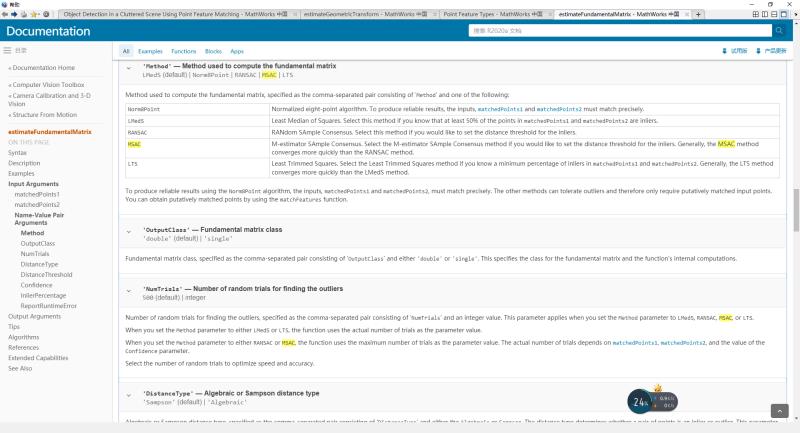 帮助
Object Detection in a Cluttered Scene Using Point Feature Matching - MathWorks 中国
estimateGeometricTransform - MathWorks 中国
Point Feature Types - MathWorks 中国
estimateFundamentalMatrix - MathWorks 中国
Documentation
搜索 R2020a 文档
目录
All Examples Functions Blocks Apps
试用版 产品更新
« Documentation Home
« Computer Vision Toolbox
« Camera Calibration and 3-D
Vision
« Structure From Motion
estimateFundamentalMatrix
ON THIS PAGE
Syntax
Description
Examples
Input Arguments
matchedPoints1
matchedPoints2
Name-Value Pair
Arguments
Method
OutputClass
NumTrials
DistanceType
DistanceThreshold
Confidence
InlierPercentage
ReportRuntimeError
Output Arguments
Tips
Algorithms
References
Extended Capabilities
See Also
'Method' — Method used to compute the fundamental matrix
LMedS (default) | Norm8Point | RANSAC | MSAC | LTS
Method used to compute the fundamental matrix, specified as the comma-separated pair consisting of 'Method' and one of the following:
Norm8Point Normalized eight-point algorithm. To produce reliable results, the inputs, matchedPoints1 and matchedPoints2 must match precisely.
LMedS Least Median of Squares. Select this method if you know that at least 50% of the points in matchedPoints1 and matchedPoints2 are inliers.
RANSAC RANdom SAmple Consensus. Select this method if you would like to set the distance threshold for the inliers.
MSAC M-estimator SAmple Consensus. Select the M-estimator SAmple Consensus method if you would like to set the distance threshold for the inliers. Generally, the MSAC method
converges more quickly than the RANSAC method.
LTS Least Trimmed Squares. Select the Least Trimmed Squares method if you know a minimum percentage of inliers in matchedPoints1 and matchedPoints2. Generally, the LTS method
converges more quickly than the LMedS method.
To produce reliable results using the Norm8Point algorithm, the inputs, matchedPoints1 and matchedPoints2, must match precisely. The other methods can tolerate outliers and therefore only require putatively matched input points.
You can obtain putatively matched points by using the matchFeatures function.
'OutputClass' — Fundamental matrix class
'double' (default) | 'single'
Fundamental matrix class, specified as the comma-separated pair consisting of 'OutputClass' and either 'double' or 'single'. This specifies the class for the fundamental matrix and the function's internal computations.
'NumTrials' — Number of random trials for finding the outliers
500 (default) | integer
Number of random trials for finding the outliers, specified as the comma-separated pair consisting of 'NumTrials' and an integer value. This parameter applies when you set the Method parameter to LMedS, RANSAC, MSAC, or LTS.
When you set the Method parameter to either LMedS or LTS, the function uses the actual number of trials as the parameter value.
When you set the Method parameter to either RANSAC or MSAC, the function uses the maximum number of trials as the parameter value. The actual number of trials depends on matchedPoints1, matchedPoints2, and the value of the
Confidence parameter.
Select the number of random trials to optimize speed and accuracy.
'DistanceType' — Algebraic or Sampson distance type
'Sampson' (default) | 'Algebraic'
24%